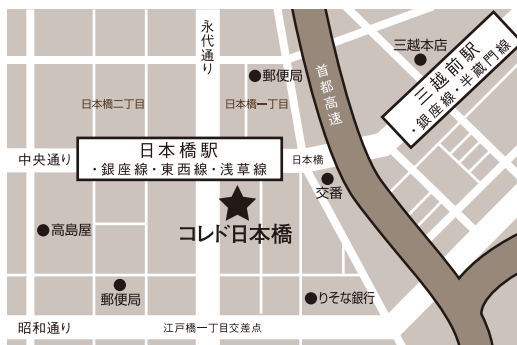 永代通り
郵便局
首都高速
三越本店
三越前駅
・銀座線・半蔵門線
日本橋二丁目
日本橋一丁目
中央通り
日本橋駅
・銀座線・東西線・浅草線
日本橋
交番
高島屋
コレド日本橋
郵便局
りそな銀行
昭和通り
江戸橋一丁目交差点